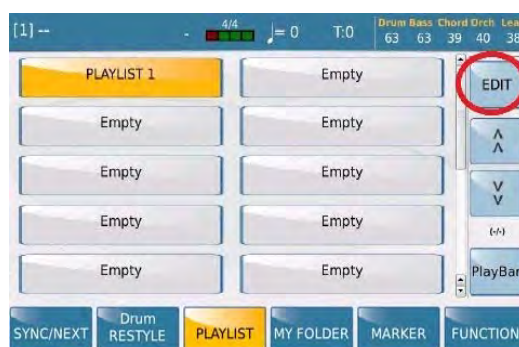 [1] -- - 4/4 ♩= 0 T:0 Drum Bass Chord Orch Lea
63 63 39 40 38
PLAYLIST 1 Empty EDIT
Empty Empty
Empty Empty
Empty Empty (-/-)
Empty Empty PlayBar
SYNC/NEXT Drum RESTYLE PLAYLIST MY FOLDER MARKER FUNCTION